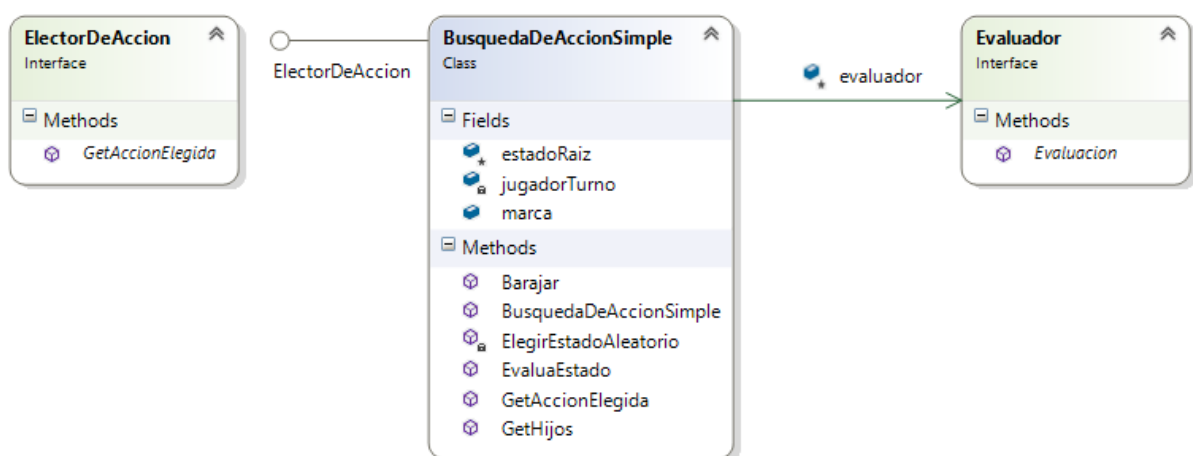 ElectorDeAccion
Interface
Methods
GetAccionElegida
ElectorDeAccion
BusquedaDeAccionSimple
Class
Fields
estadoRaiz
jugadorTurno
marca
Methods
Barajar
BusquedaDeAccionSimple
ElegirEstadoAleatorio
EvaluaEstado
GetAccionElegida
GetHijos
evaluador
Evaluador
Interface
Methods
Evaluacion